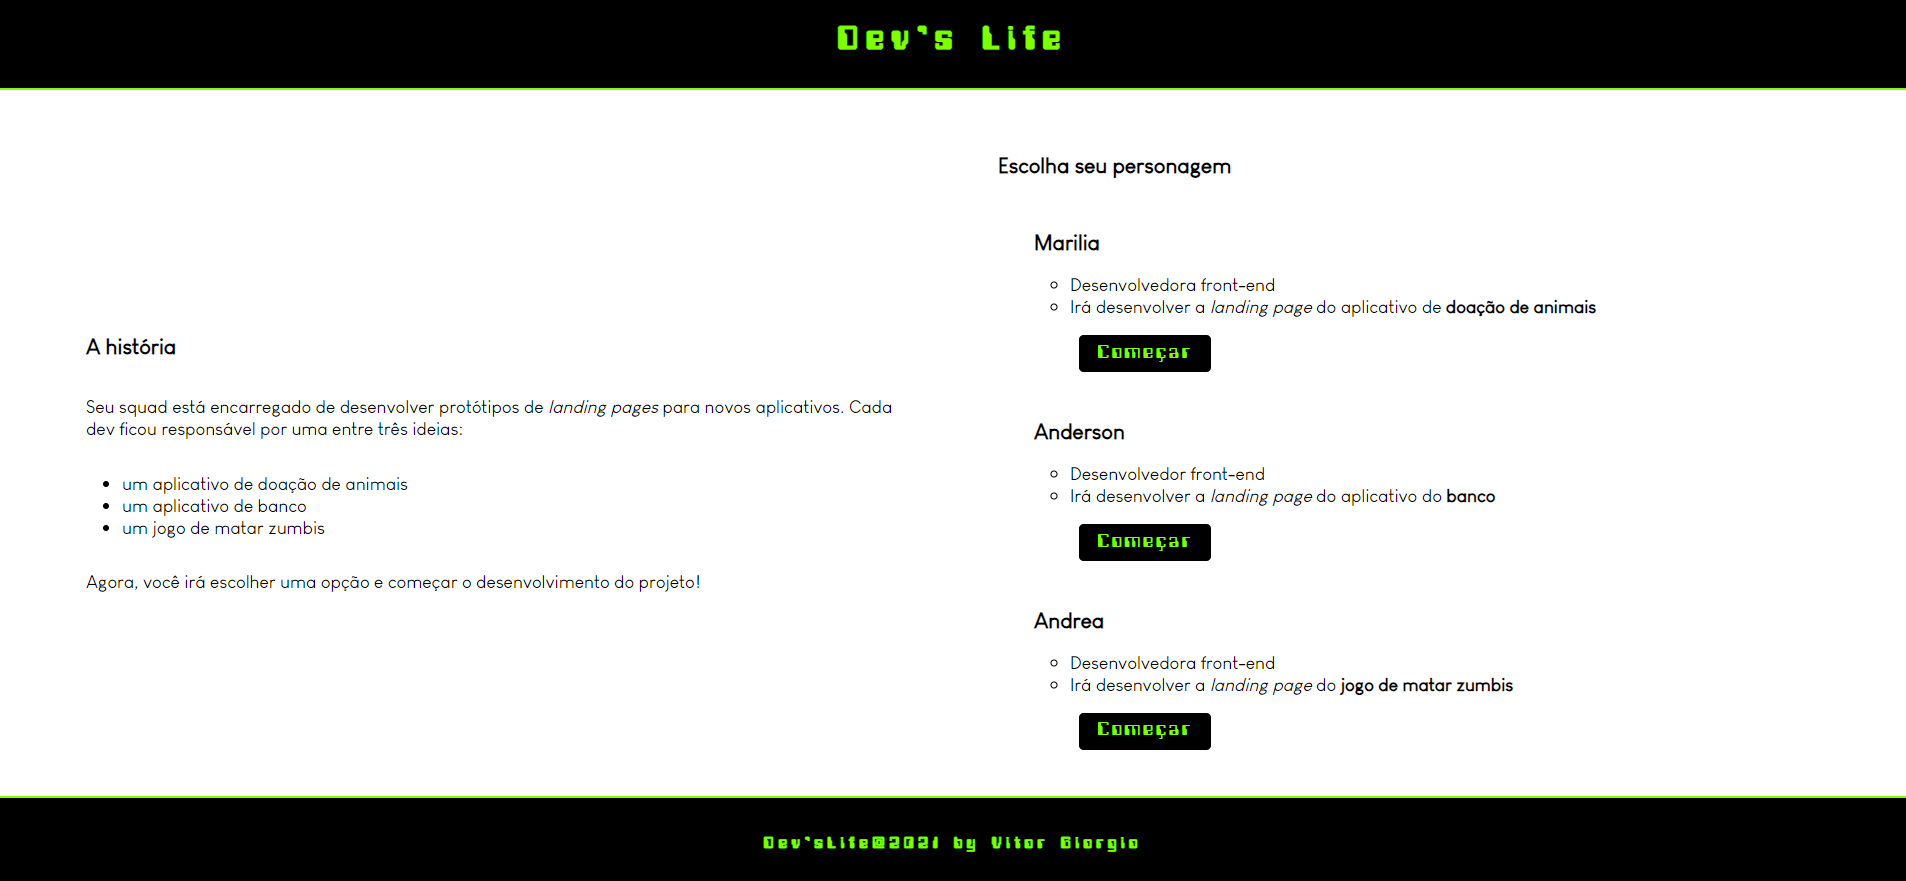 Dev's Life
A história
Seu squad está encarregado de desenvolver protótipos de landing pages para novos aplicativos. Cada
dev ficou responsável por uma entre três ideias:
um aplicativo de doação de animais
um aplicativo de banco
um jogo de matar zumbis
Agora, você irá escolher uma opção e começar o desenvolvimento do projeto!
Escolha seu personagem
Marilia
Desenvolvedora front-end
Irá desenvolver a landing page do aplicativo de doação de animais
Começar
Anderson
Desenvolvedor front-end
Irá desenvolver a landing page do aplicativo do banco
Começar
Andrea
Desenvolvedora front-end
Irá desenvolver a landing page do jogo de matar zumbis
Começar
Dev'sLife@2021 by Vitor Giorgio